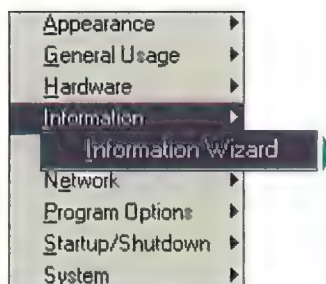 Appearance
General Usage
Hardware
Information
Information Wizard
Network
Program Options
Startup/Shutdown
System